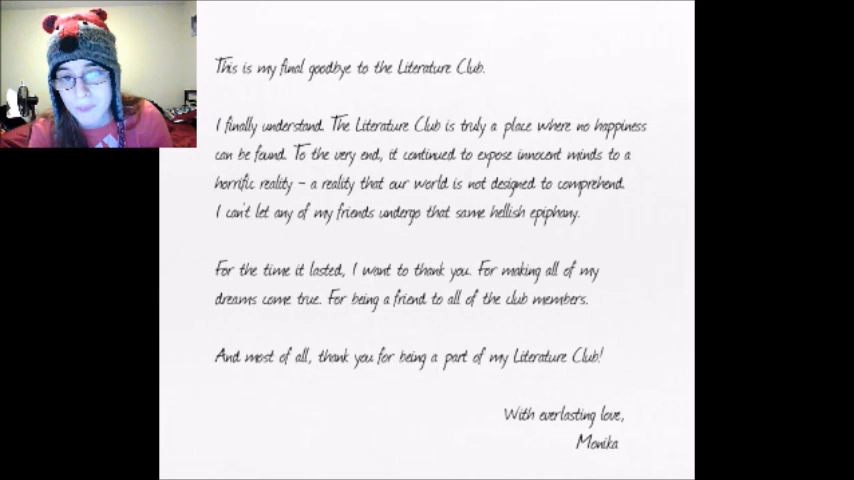 This is my final goodbye to the Literature Club.
I finally understand. The Literature Club is truly a place where no happiness
can be found. To the very end, it continued to expose innocent minds to a
horrific reality - a reality that our world is not designed to comprehend.
I can't let any of my friends undergo that same hellish epiphany.
For the time it lasted, I want to thank you. For making all of my
dreams come true. For being a friend to all of the club members.
And most of all, thank you for being a part of my Literature Club!
With everlasting love,
Monika